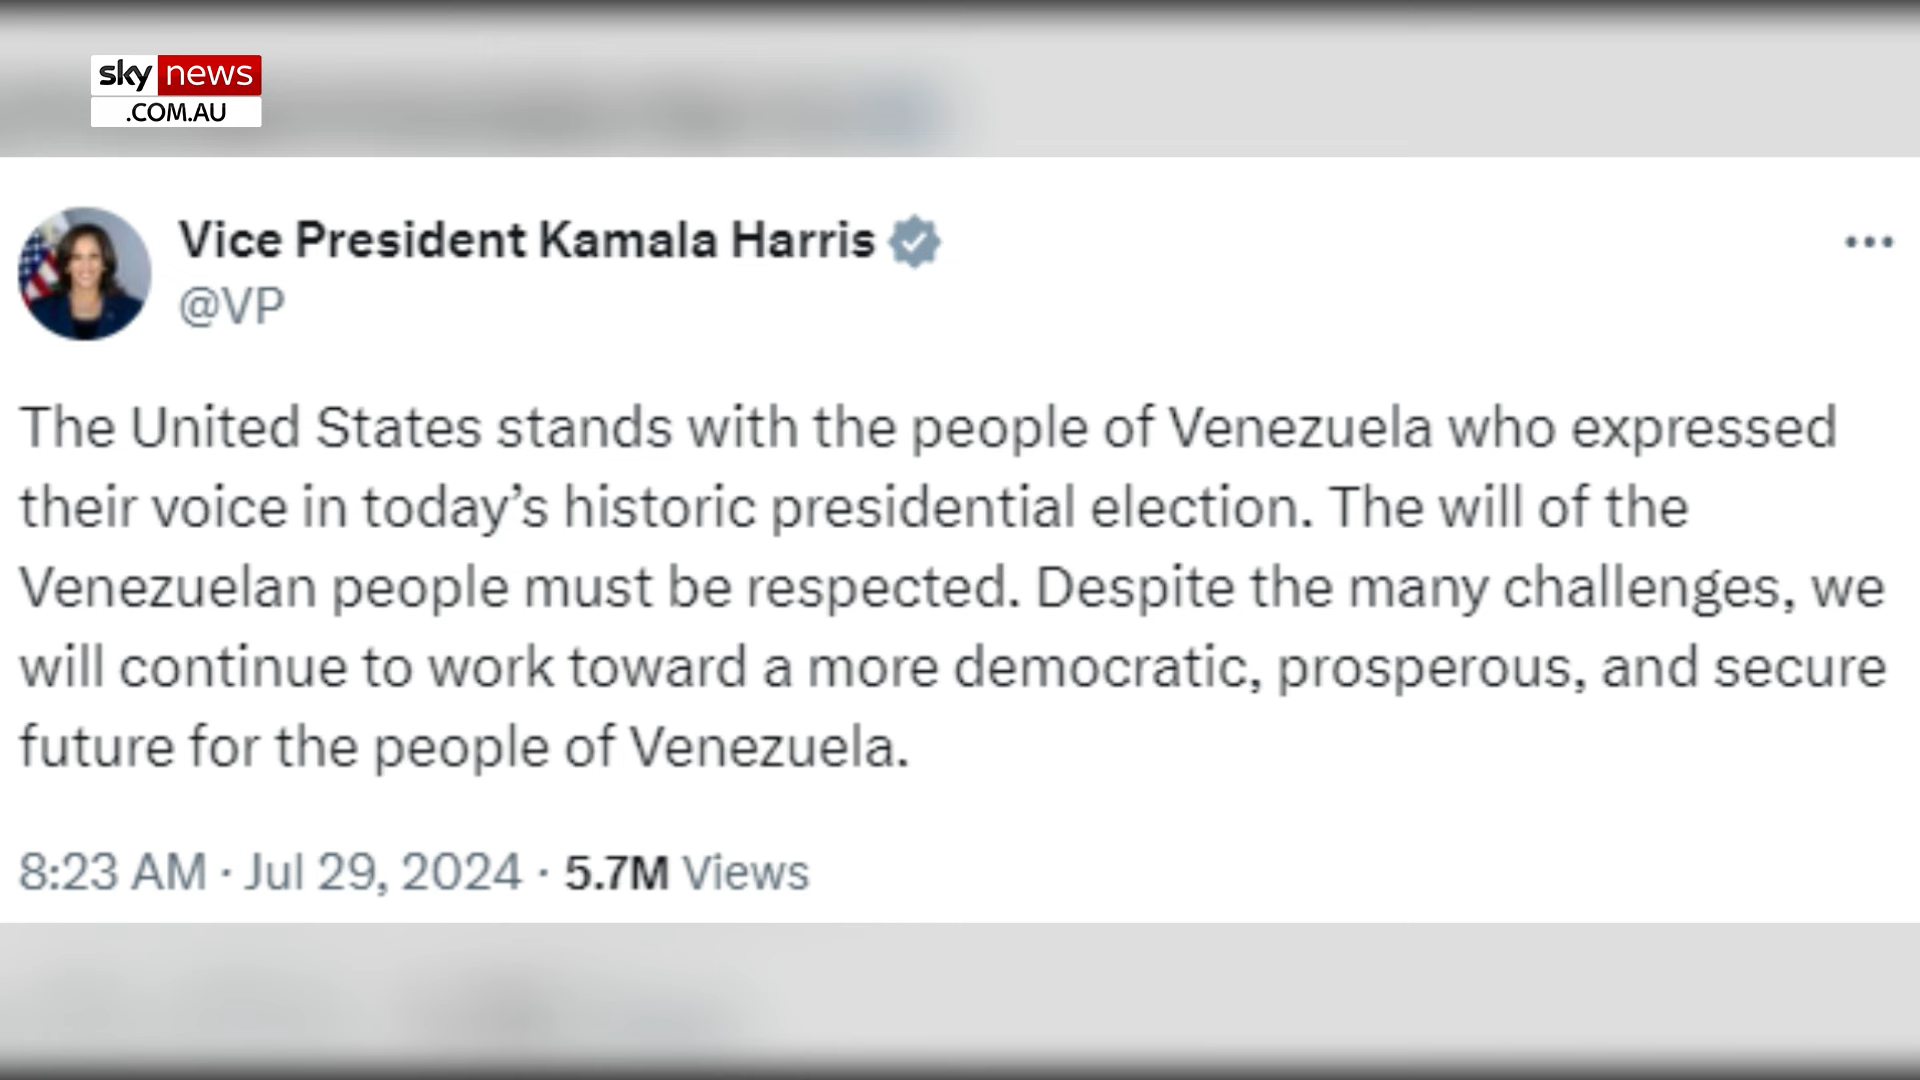 sky news
.COM.AU
Vice President Kamala Harris
@VP
The United States stands with the people of Venezuela who expressed
their voice in today’s historic presidential election. The will of the
Venezuelan people must be respected. Despite the many challenges, we
will continue to work toward a more democratic, prosperous, and secure
future for the people of Venezuela.
8:23 AM · Jul 29, 2024 · 5.7M Views